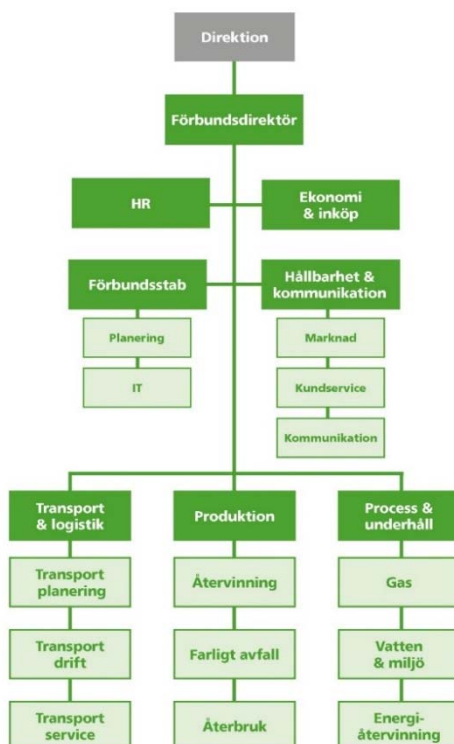 Direktion
Förbundsdirektör
HR
Ekonomi
& inköp
Förbundsstab
Hållbarhet &
kommunikation
Planering
IT
Marknad
Kundservice
Kommunikation
Transport
& logistik
Transport
planering
Transport
drift
Transport
service
Produktion
Återvinning
Farligt avfall
Återbruk
Process &
underhåll
Gas
Vatten
& miljö
Energi-
återvinning